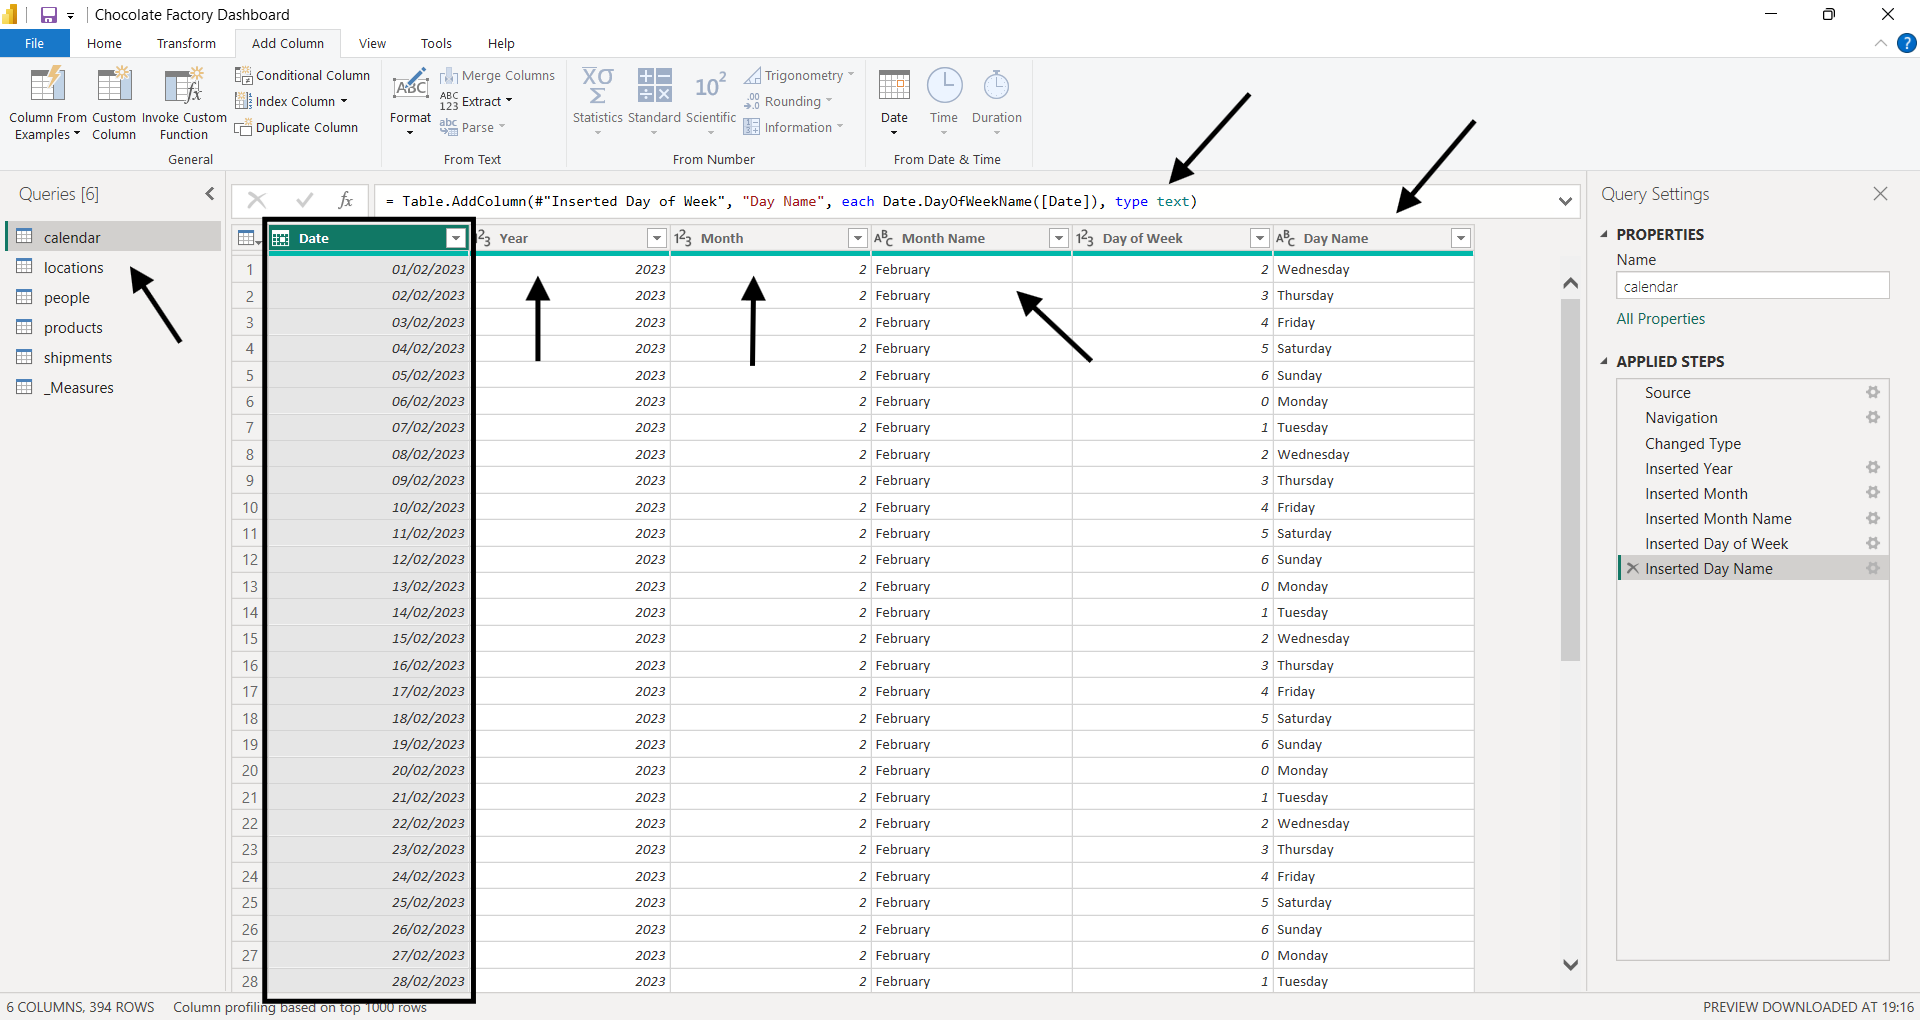 Chocolate Factory Dashboard
File Home Transform Add Column View Tools Help
?
Column From Examples
Custom Column
Invoke Custom Function
Conditional Column
Index Column
Duplicate Column
General
Format
Merge Columns
Extract
Parse
From Text
Statistics
Standard
Scientific
Trigonometry
Rounding
Information
From Number
Date
Time
Duration
From Date & Time
Queries [6]
calendar
locations
people
products
shipments
_Measures
= Table.AddColumn(#"Inserted Day of Week", "Day Name", each Date.DayOfWeekName([Date]), type text)
Date Year Month Month Name Day of Week Day Name
1 01/02/2023 2023 2 February 2 Wednesday
2 02/02/2023 2023 2 February 3 Thursday
3 03/02/2023 2023 2 February 4 Friday
4 04/02/2023 2023 2 February 5 Saturday
5 05/02/2023 2023 2 February 6 Sunday
6 06/02/2023 2023 2 February 0 Monday
7 07/02/2023 2023 2 February 1 Tuesday
8 08/02/2023 2023 2 February 2 Wednesday
9 09/02/2023 2023 2 February 3 Thursday
10 10/02/2023 2023 2 February 4 Friday
11 11/02/2023 2023 2 February 5 Saturday
12 12/02/2023 2023 2 February 6 Sunday
13 13/02/2023 2023 2 February 0 Monday
14 14/02/2023 2023 2 February 1 Tuesday
15 15/02/2023 2023 2 February 2 Wednesday
16 16/02/2023 2023 2 February 3 Thursday
17 17/02/2023 2023 2 February 4 Friday
18 18/02/2023 2023 2 February 5 Saturday
19 19/02/2023 2023 2 February 6 Sunday
20 20/02/2023 2023 2 February 0 Monday
21 21/02/2023 2023 2 February 1 Tuesday
22 22/02/2023 2023 2 February 2 Wednesday
23 23/02/2023 2023 2 February 3 Thursday
24 24/02/2023 2023 2 February 4 Friday
25 25/02/2023 2023 2 February 5 Saturday
26 26/02/2023 2023 2 February 6 Sunday
27 27/02/2023 2023 2 February 0 Monday
28 28/02/2023 2023 2 February 1 Tuesday
Query Settings
PROPERTIES
Name
calendar
All Properties
APPLIED STEPS
Source
Navigation
Changed Type
Inserted Year
Inserted Month
Inserted Month Name
Inserted Day of Week
Inserted Day Name
6 COLUMNS, 394 ROWS Column profiling based on top 1000 rows
PREVIEW DOWNLOADED AT 19:16